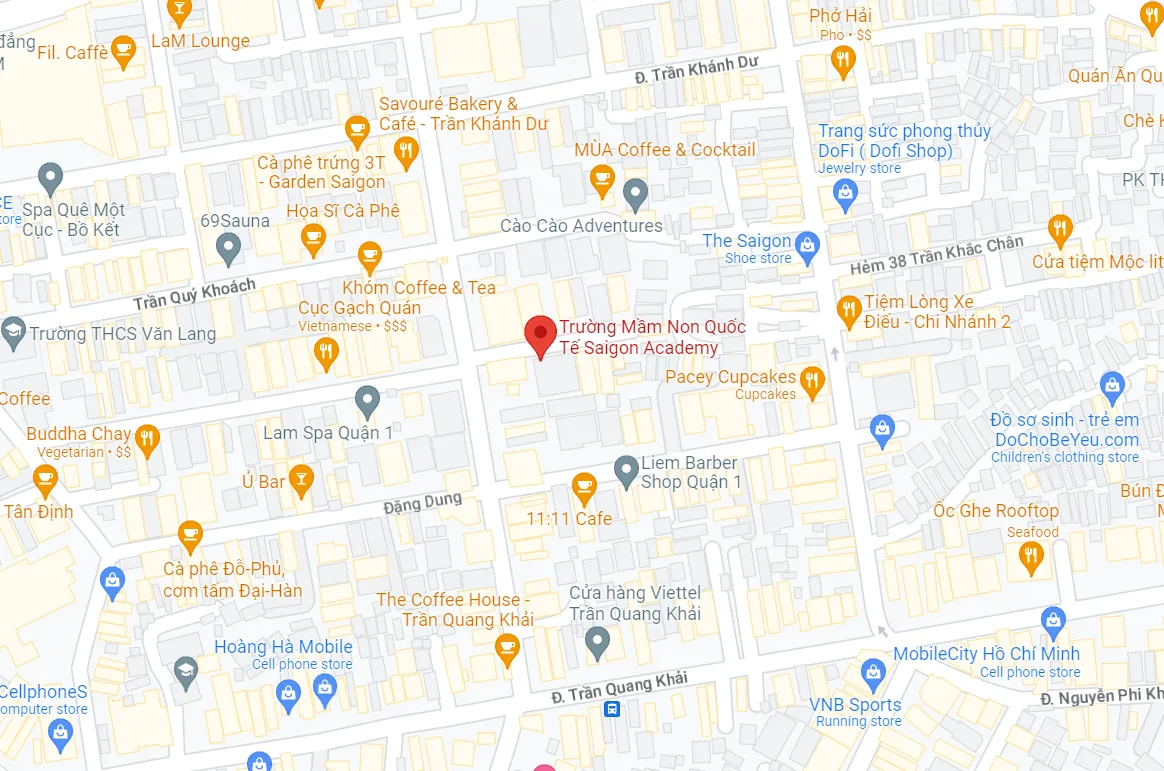 Phở Hải
Pho • $$
LaM Lounge
đẳng
M
Fil. Caffè
Đ. Trần Khánh Dư
Quán Ăn Qu
Savouré Bakery &
Café - Trần Khánh Dư
Chè
Trang sức phong thủy
DoFi ( Dofi Shop)
Jewelry store
MÙA Coffee & Cocktail
Cà phê trứng 3T
- Garden Saigon
PK TH
CE
tore
Spa Quê Một
Cục - Bồ Kết
69Sauna
Họa Sĩ Cà Phê
Cào Cào Adventures
The Saigon
Shoe store
Hẻm 38 Trần Khắc Chân
Cửa tiệm Mộc lit
Trần Quý Khoách
Khóm Coffee & Tea
Cục Gạch Quán
Vietnamese • $$$
Tiệm Lòng Xe
Điếu - Chi Nhánh 2
Trường THCS Văn Lang
Trường Mầm Non Quốc
Tế Saigon Academy
Pacey Cupcakes
Cupcakes
Coffee
Đồ sơ sinh - trẻ em
DoChoBeYeu.com
Children's clothing store
Buddha Chay
Vegetarian • $$
Lam Spa Quận 1
Liem Barber
Shop Quận 1
Ủ Bar
Bún Đ
M
Đặng Dung
Tân Định
11:11 Cafe
Ốc Ghe Rooftop
Seafood
Cà phê Đỗ-Phủ,
cơm tấm Đại-Hàn
The Coffee House -
Trần Quang Khải
Cửa hàng Viettel
Trần Quang Khải
Hoàng Hà Mobile
Cell phone store
MobileCity Hồ Chí Minh
Cell phone store
CellphoneS
omputer store
Đ. Trần Quang Khải
Đ. Nguyễn Phi Kh
VNB Sports
Running store